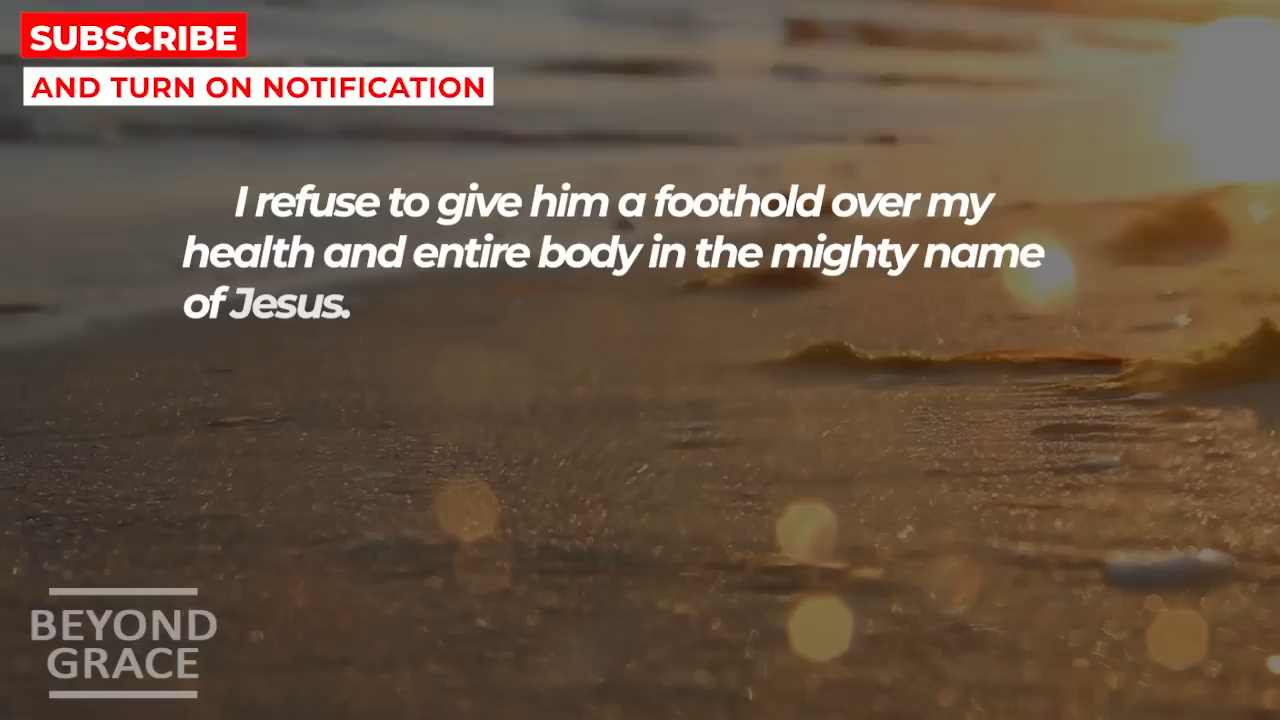 SUBSCRIBE
AND TURN ON NOTIFICATION
I refuse to give him a foothold over my
health and entire body in the mighty name
of Jesus.
BEYOND
GRACE